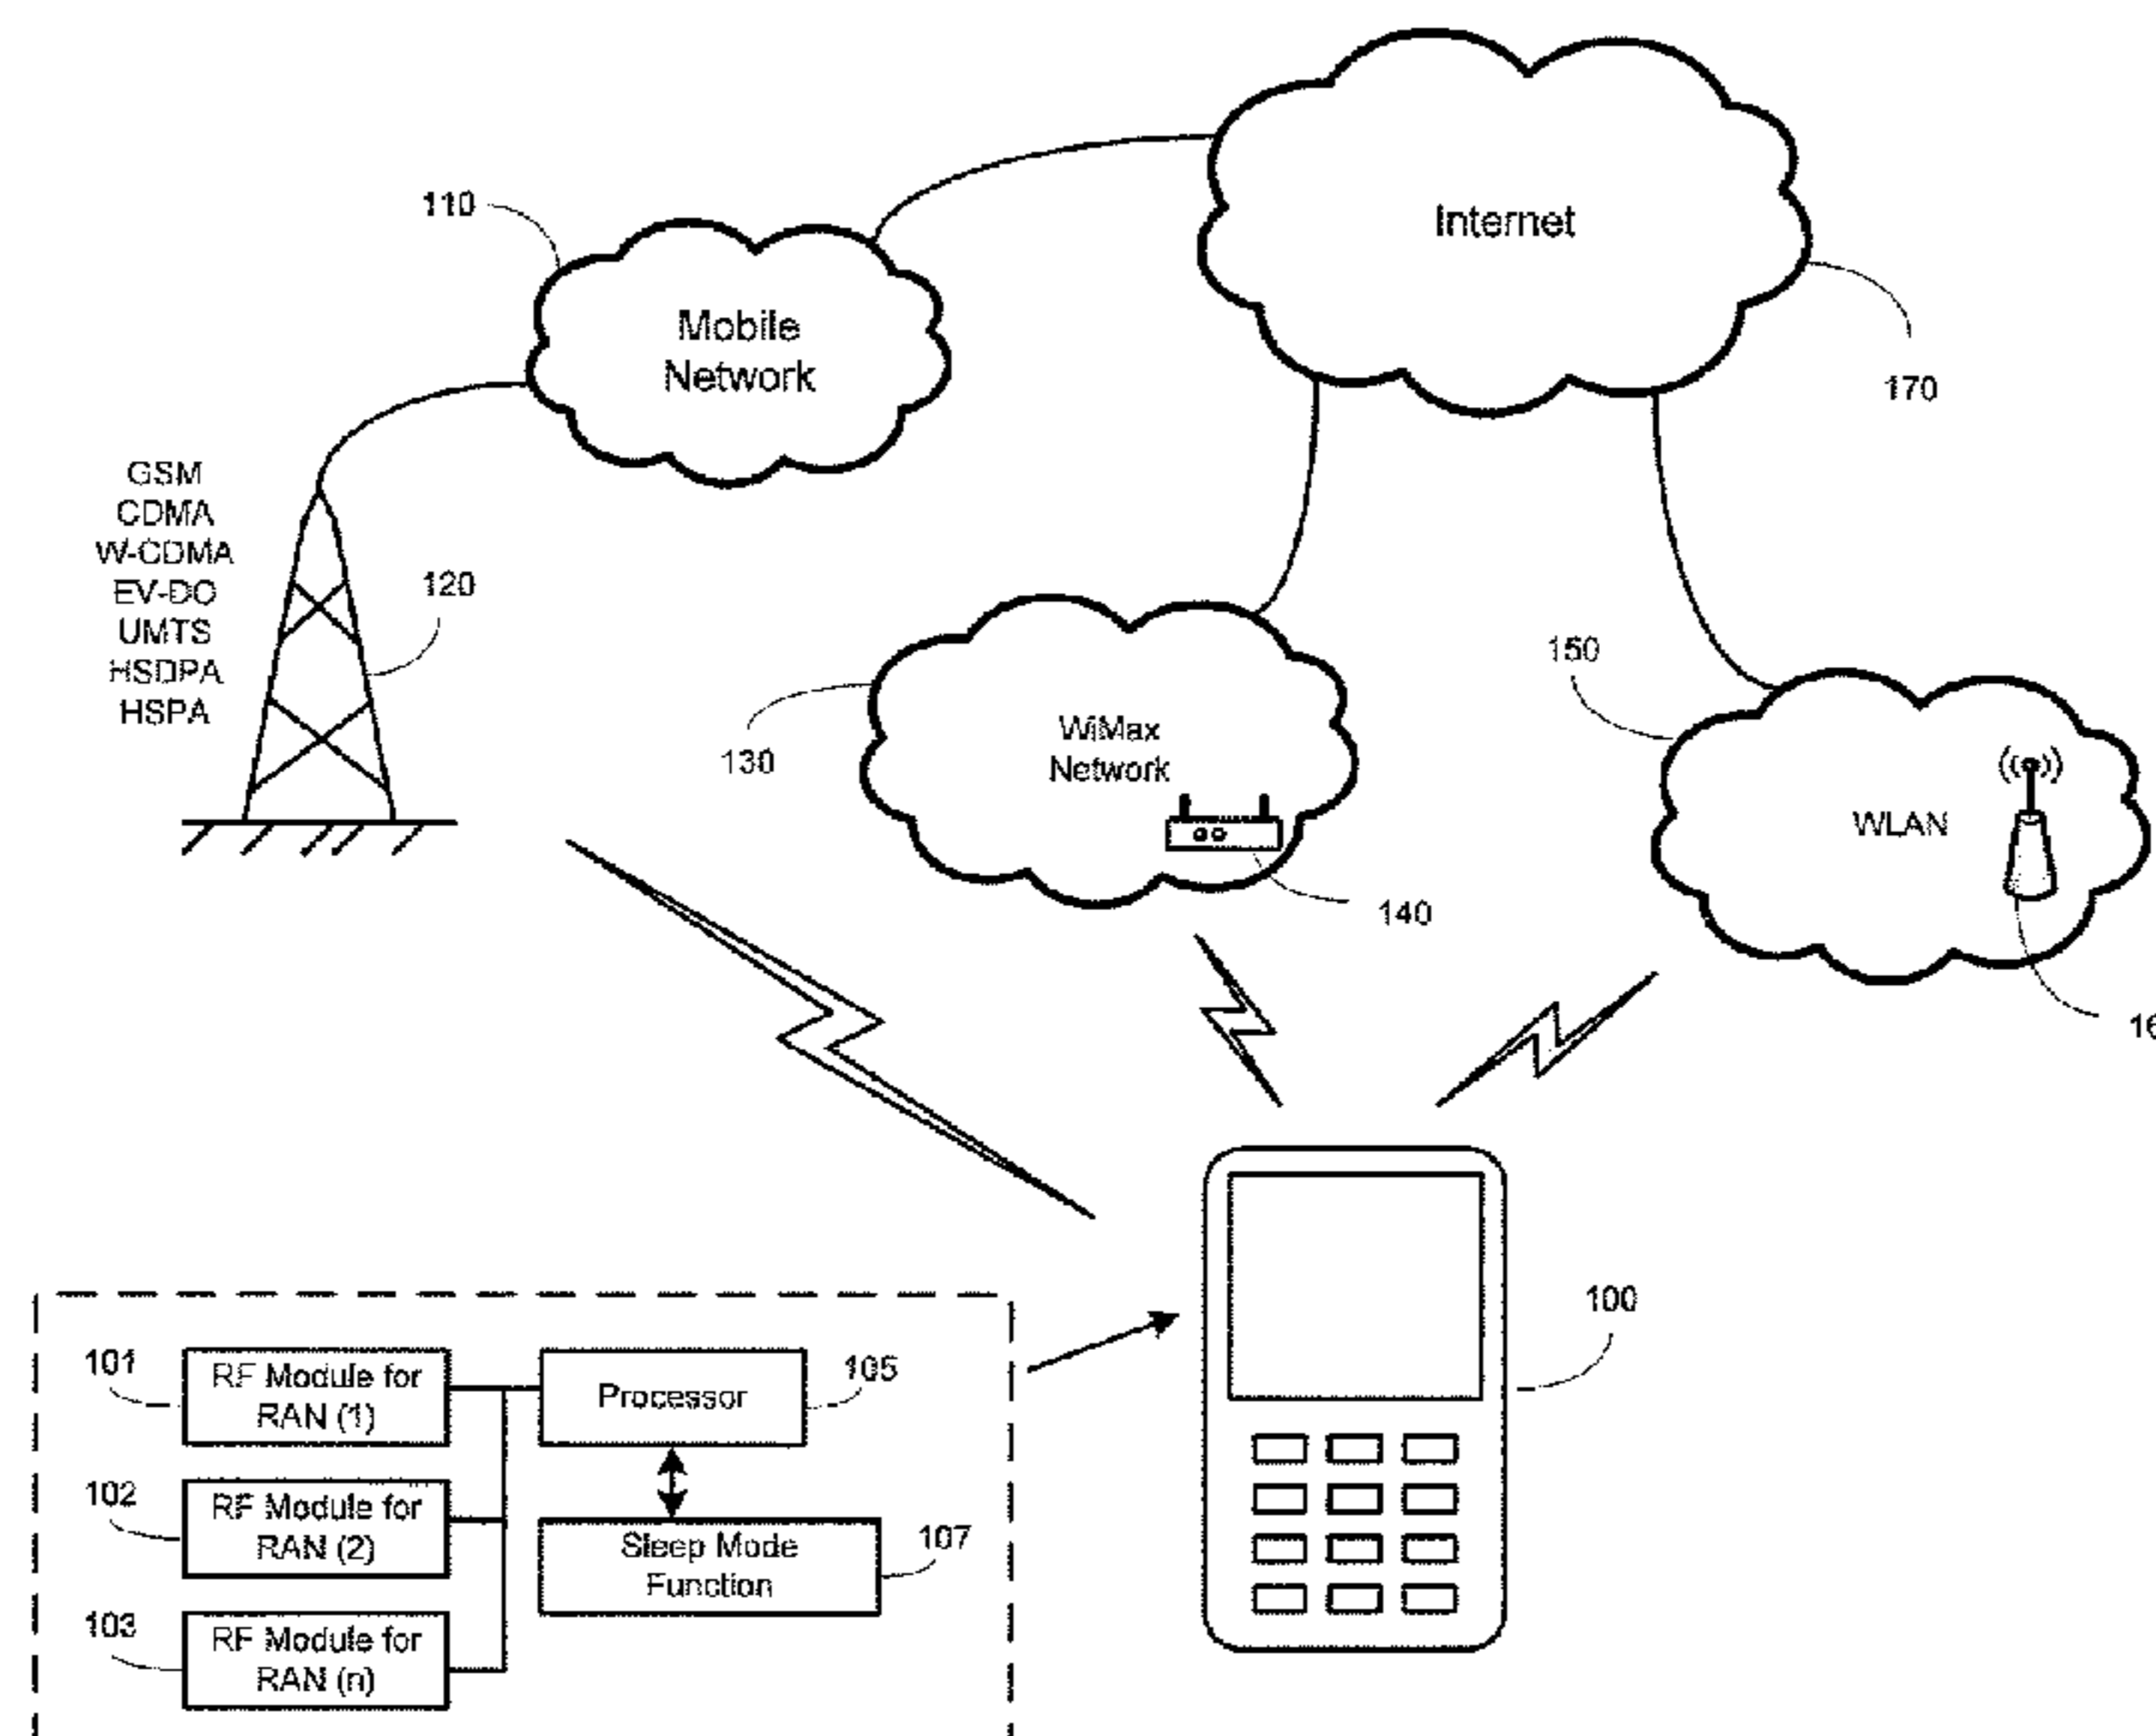 Internet
110
Mobile
Network
170
GSM
CDMA
W-CDMA
EV-DO
UMTS
HSDPA
HSPA
120
130
WiMax
Network
140
150
WLAN
16
100
101
RF Module for
RAN (1)
Processor
105
102
RF Module for
RAN (2)
Sleep Mode
Function
107
103
RF Module for
RAN (n)